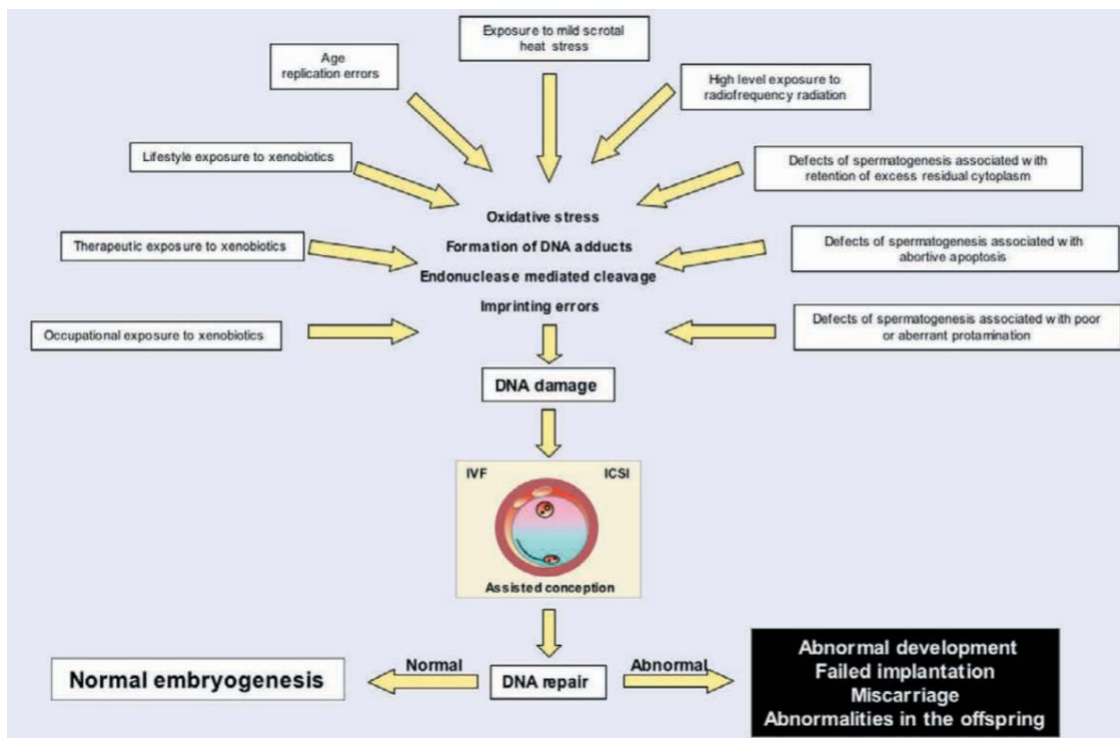 Exposure to mild scrotal
heat stress
Age
replication errors
High level exposure to
radiofrequency radiation
Lifestyle exposure to xenobiotics
Defects of spermatogenesis associated with
retention of excess residual cytoplasm
Oxidative stress
Therapeutic exposure to xenobiotics
Formation of DNA adducts
Defects of spermatogenesis associated with
abortive apoptosis
Endonuclease mediated cleavage
Imprinting errors
Occupational exposure to xenobiotics
Defects of spermatogenesis associated with poor
or aberrant protamination
DNA damage
IVF
ICSI
Assisted conception
Normal embryogenesis
Normal
DNA repair
Abnormal
Abnormal development
Failed implantation
Miscarriage
Abnormalities in the offspring